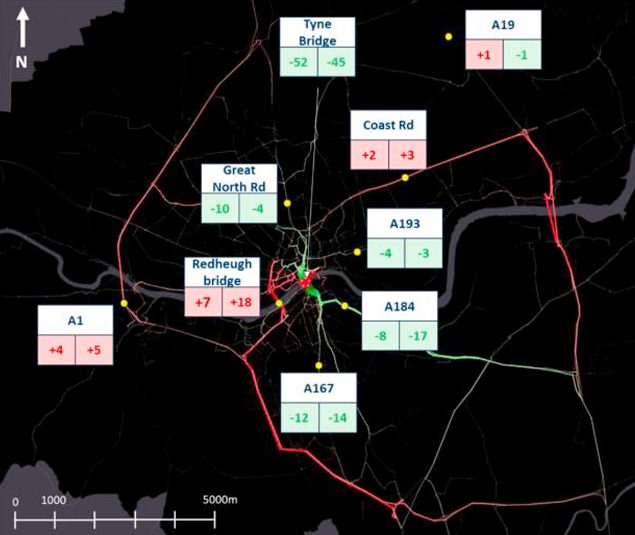 Tyne
Bridge
-52 -45
A19
+1 -1
N
Coast Rd
+2 +3
Great
North Rd
-10 -4
A193
-4 -3
Redheugh
bridge
+7 +18
A1
+4 +5
A184
-8 -17
A167
-12 -14
0 1000 5000m